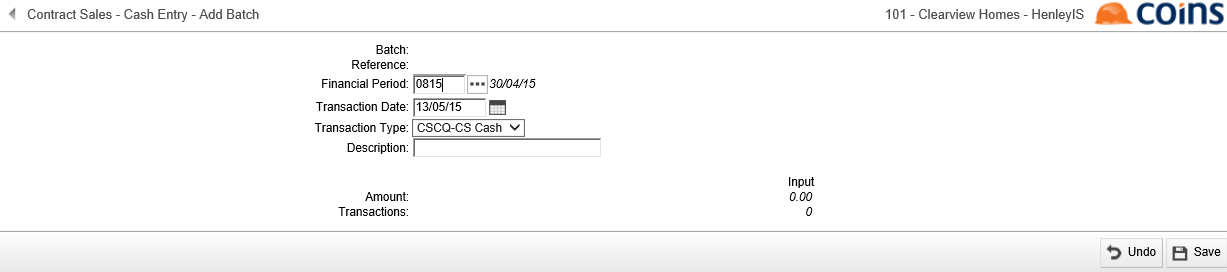 Contract Sales - Cash Entry - Add Batch 101 - Clearview Homes - HenleyIS coins
Batch:
Reference:
Financial Period: 0815 30/04/15
Transaction Date: 13/05/15
Transaction Type: CSCQ-CS Cash
Description:
Input
Amount: 0.00
Transactions: 0
Undo Save